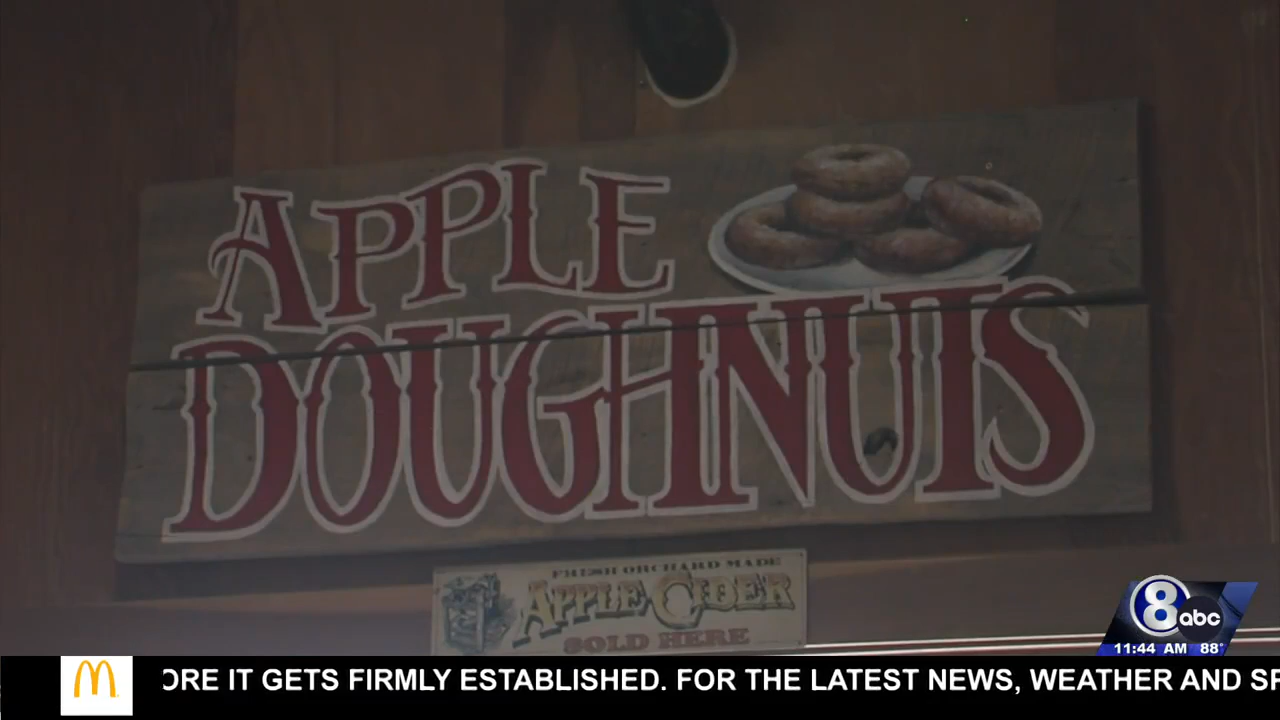 APPLE
DOUGHNUTS
FRESH ORCHARD MADE
APPLE CIDER
SOLD HERE
8 abc
11:44 AM 88°
ORE IT GETS FIRMLY ESTABLISHED. FOR THE LATEST NEWS, WEATHER AND SP